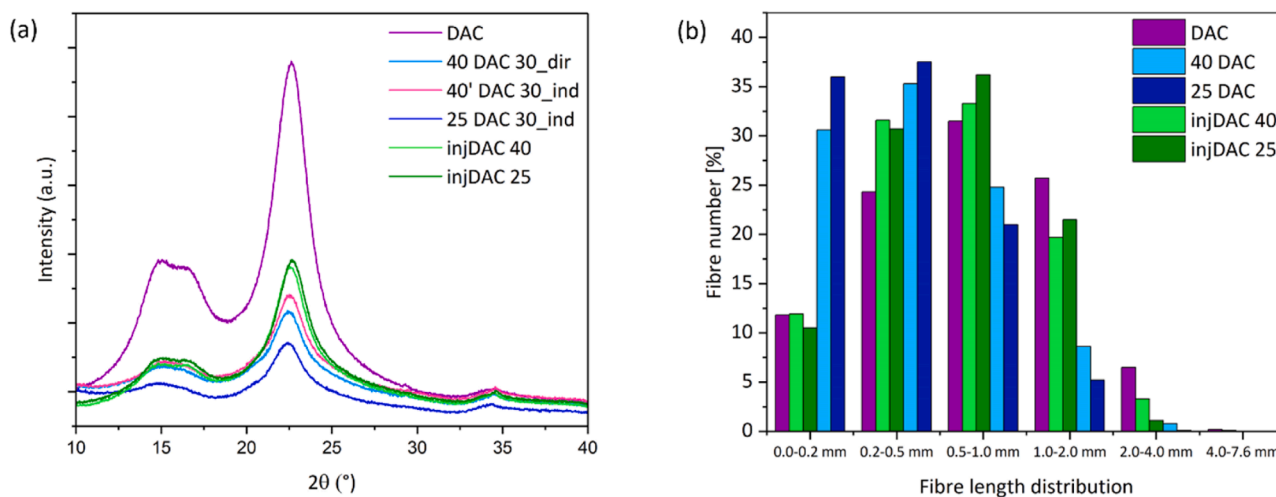 (a)
DAC
40 DAC 30_dir
40' DAC 30_ind
25 DAC 30_ind
injDAC 40
injDAC 25
Intensity (a.u.)
10 15 20 25 30 35 40
2θ (°)
(b)
DAC
40 DAC
25 DAC
injDAC 40
injDAC 25
Fibre number [%]
40
35
30
25
20
15
10
5
0
0.0-0.2 mm 0.2-0.5 mm 0.5-1.0 mm 1.0-2.0 mm 2.0-4.0 mm 4.0-7.6 mm
Fibre length distribution